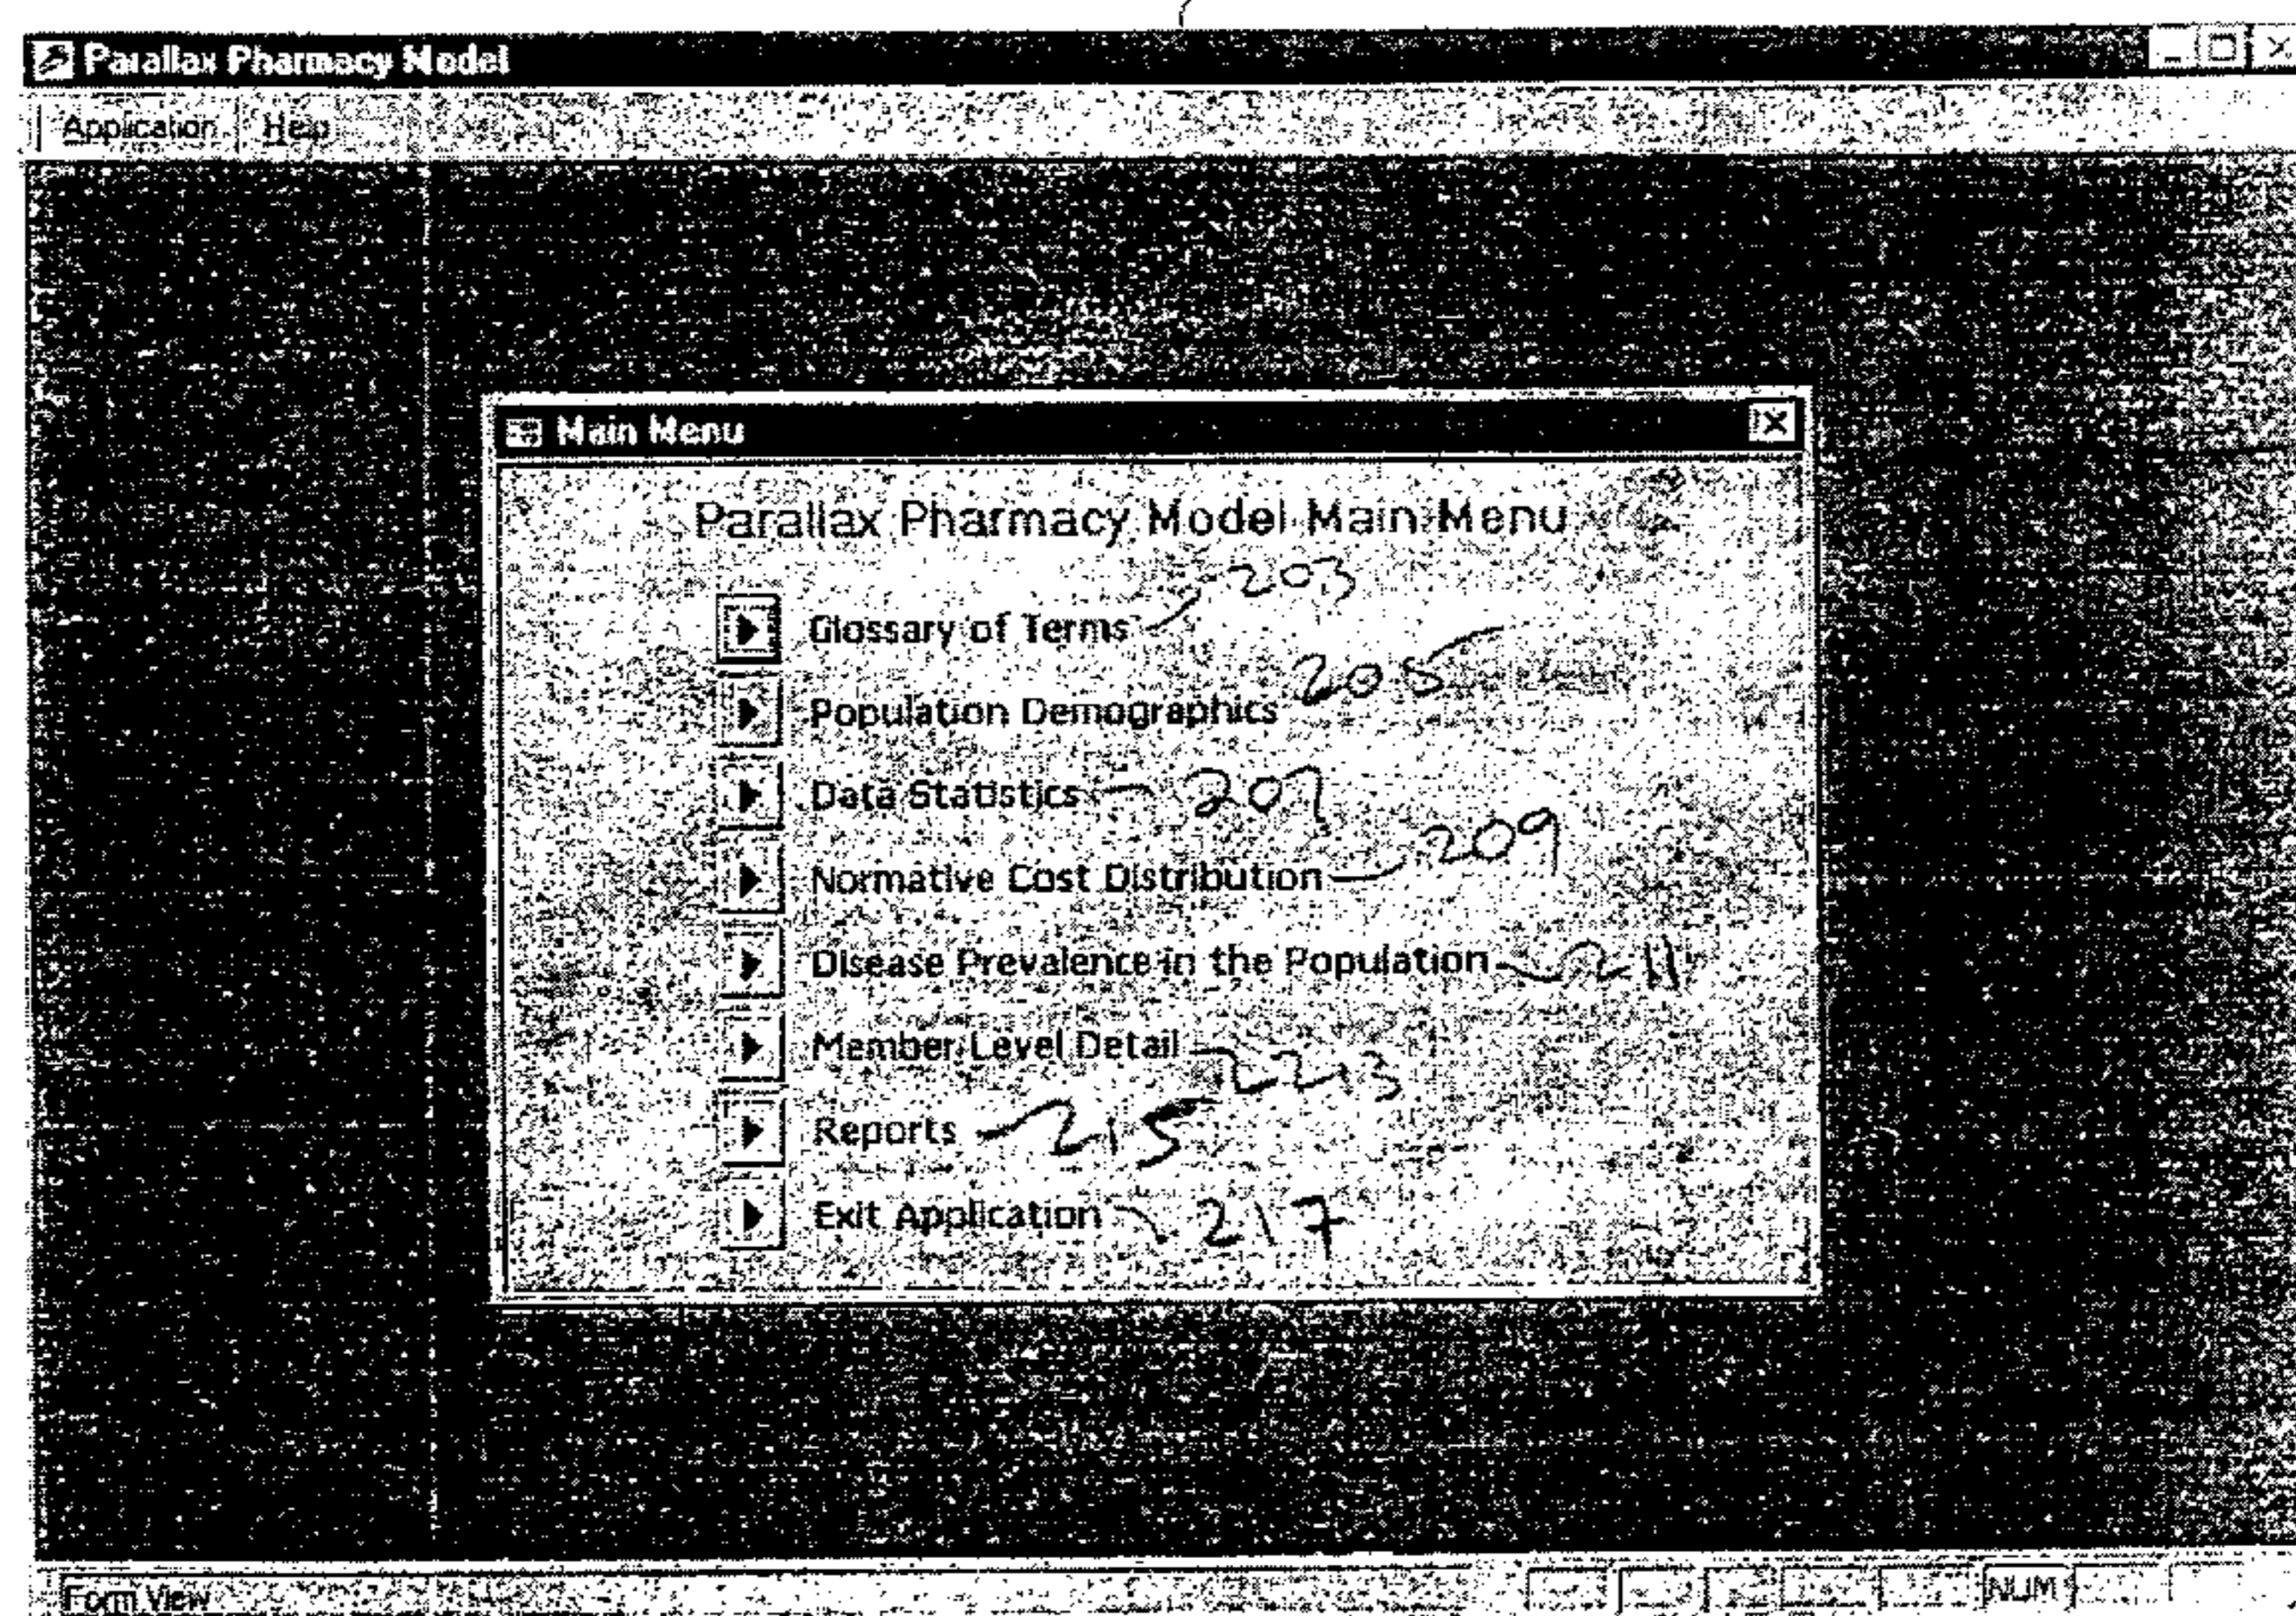 Parallax Pharmacy Model
Application Help
Main Menu
Parallax Pharmacy Model Main Menu
Glossary of Terms 203
Population Demographics 205
Data Statistics 207
Normative Cost Distribution 209
Disease Prevalence in the Population 211
Member Level Detail 213
Reports 215
Exit Application 217
Form View NUM